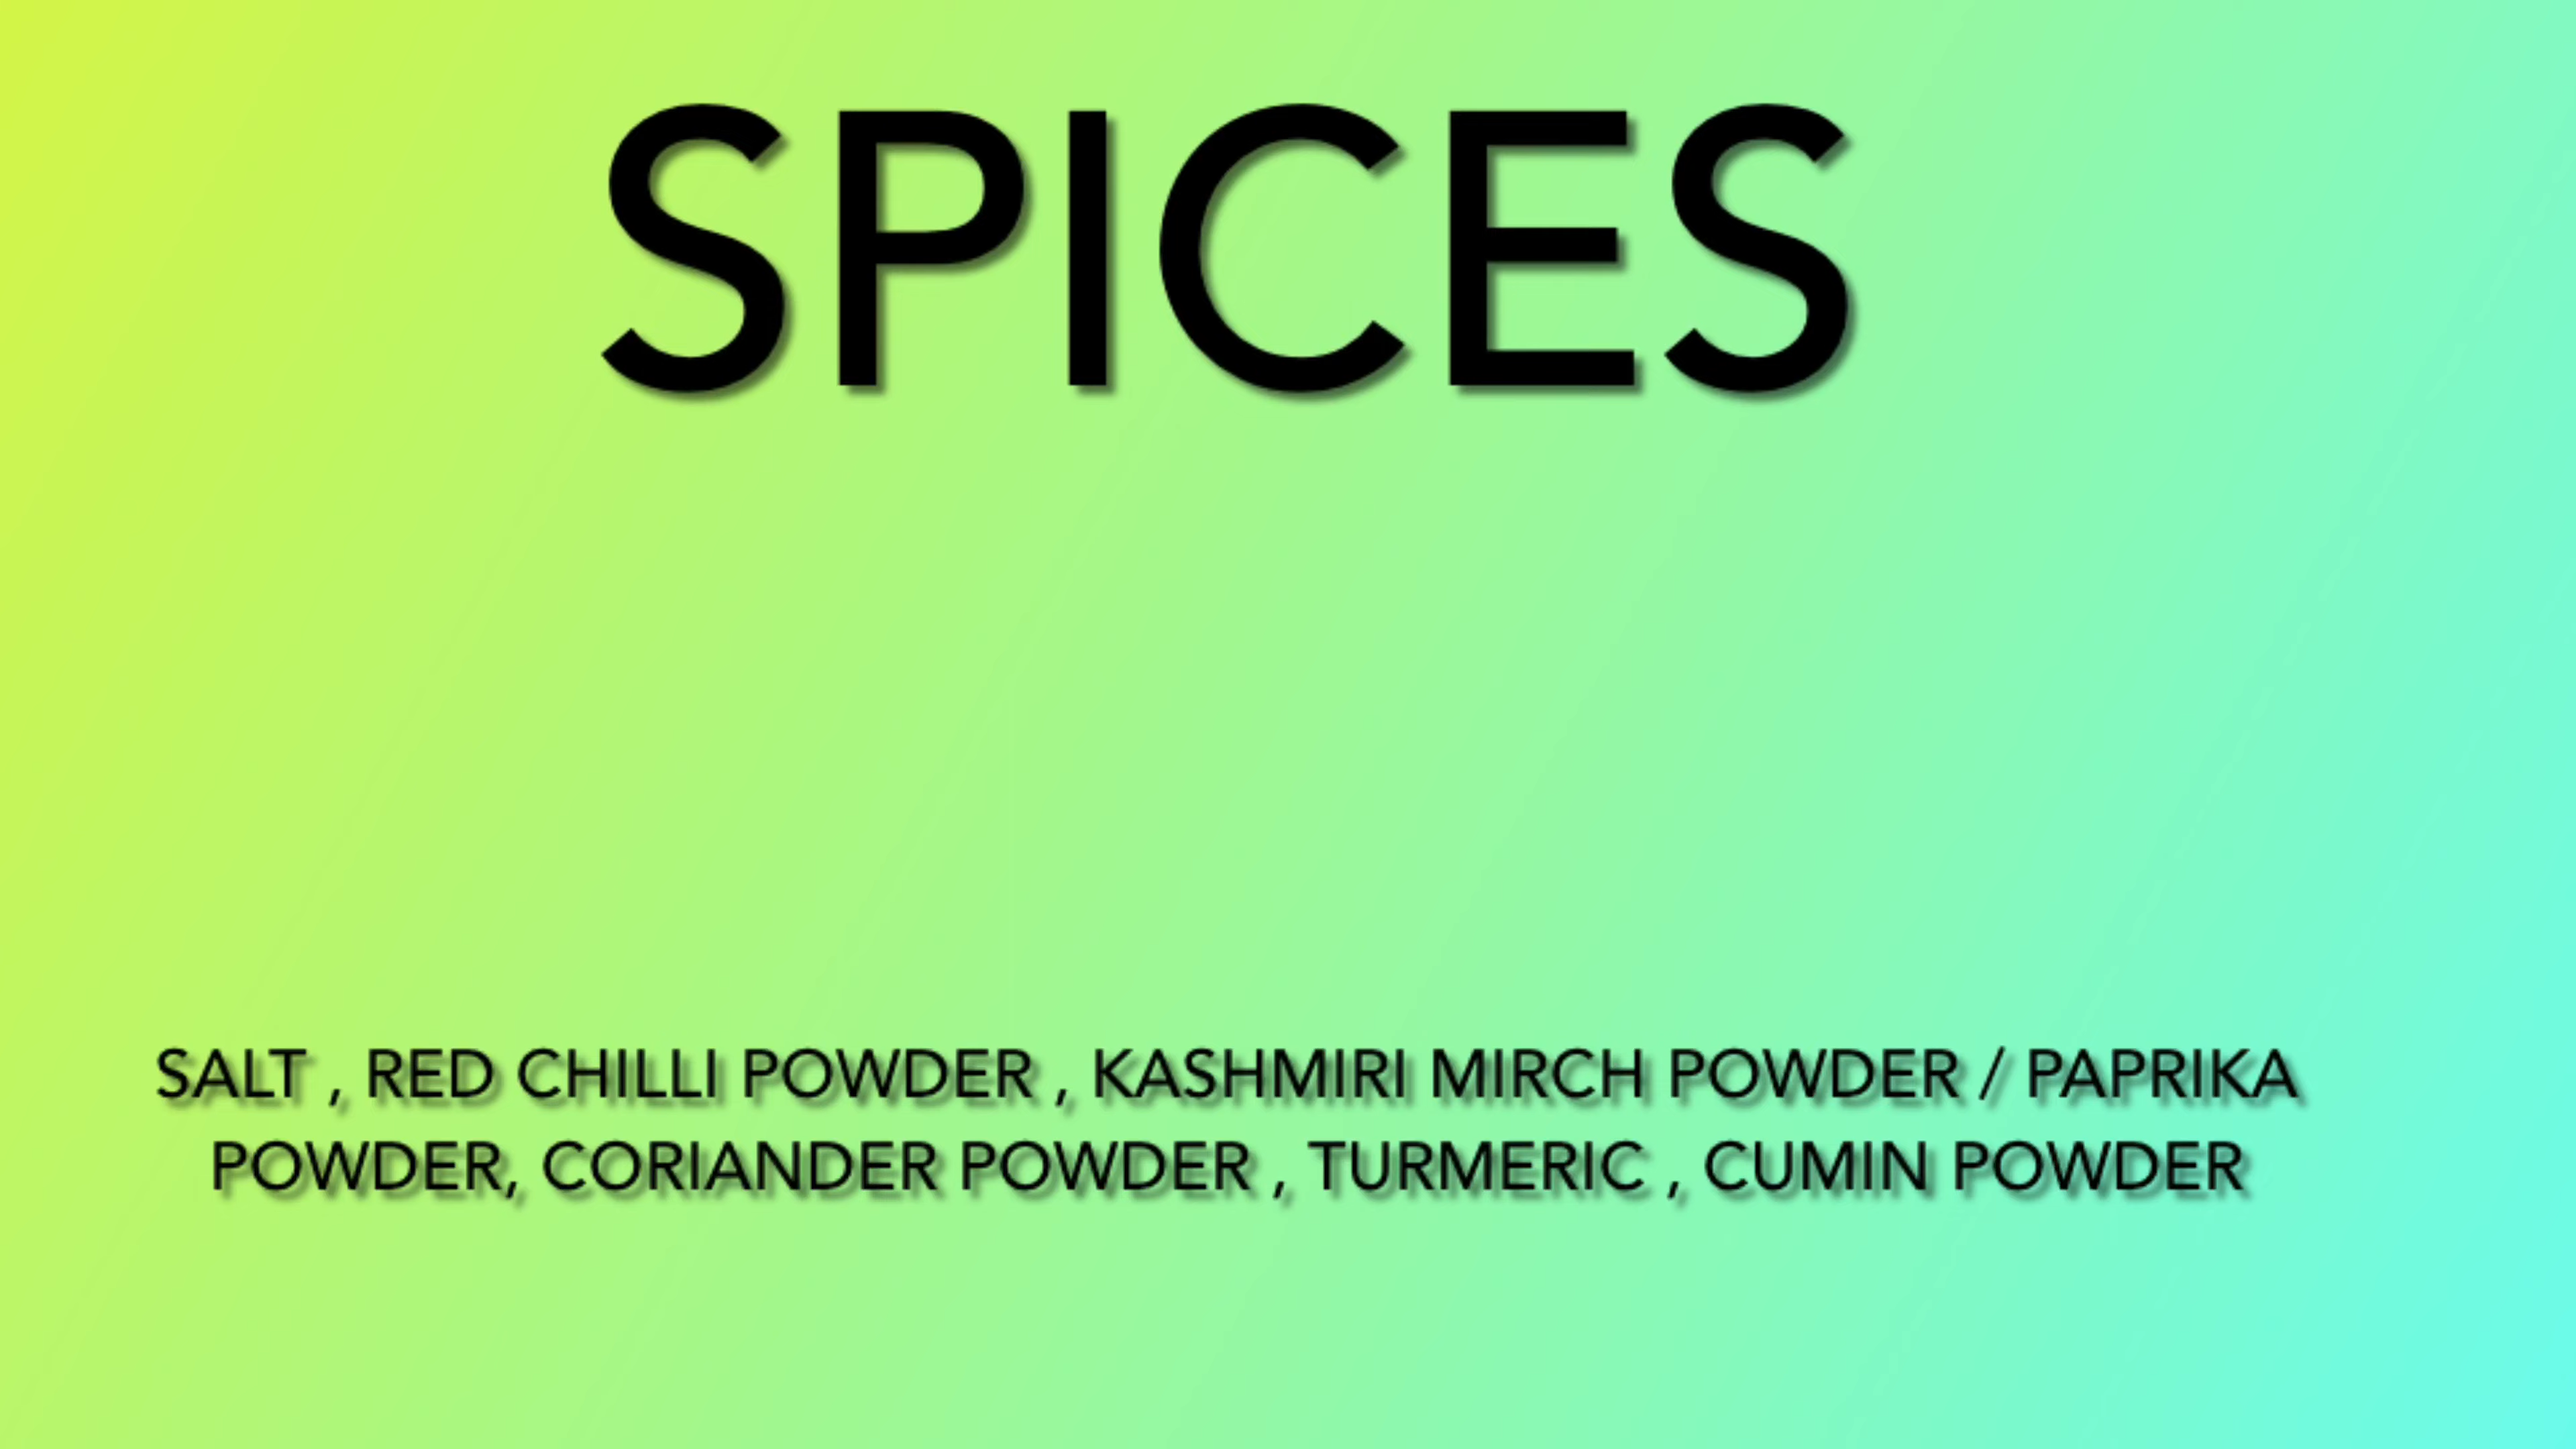 SPICES
SALT , RED CHILLI POWDER , KASHMIRI MIRCH POWDER / PAPRIKA
POWDER, CORIANDER POWDER , TURMERIC , CUMIN POWDER